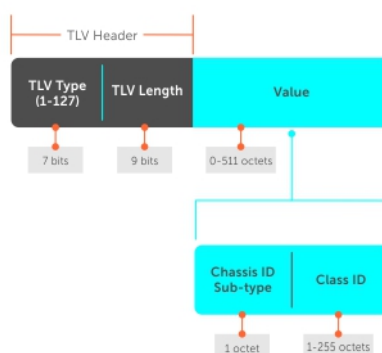 TLV Header
TLV Type
(1-127)
TLV Length
Value
7 bits
9 bits
0-511 octets
Chassis ID
Sub-type
Class ID
1 octet
1-255 octets